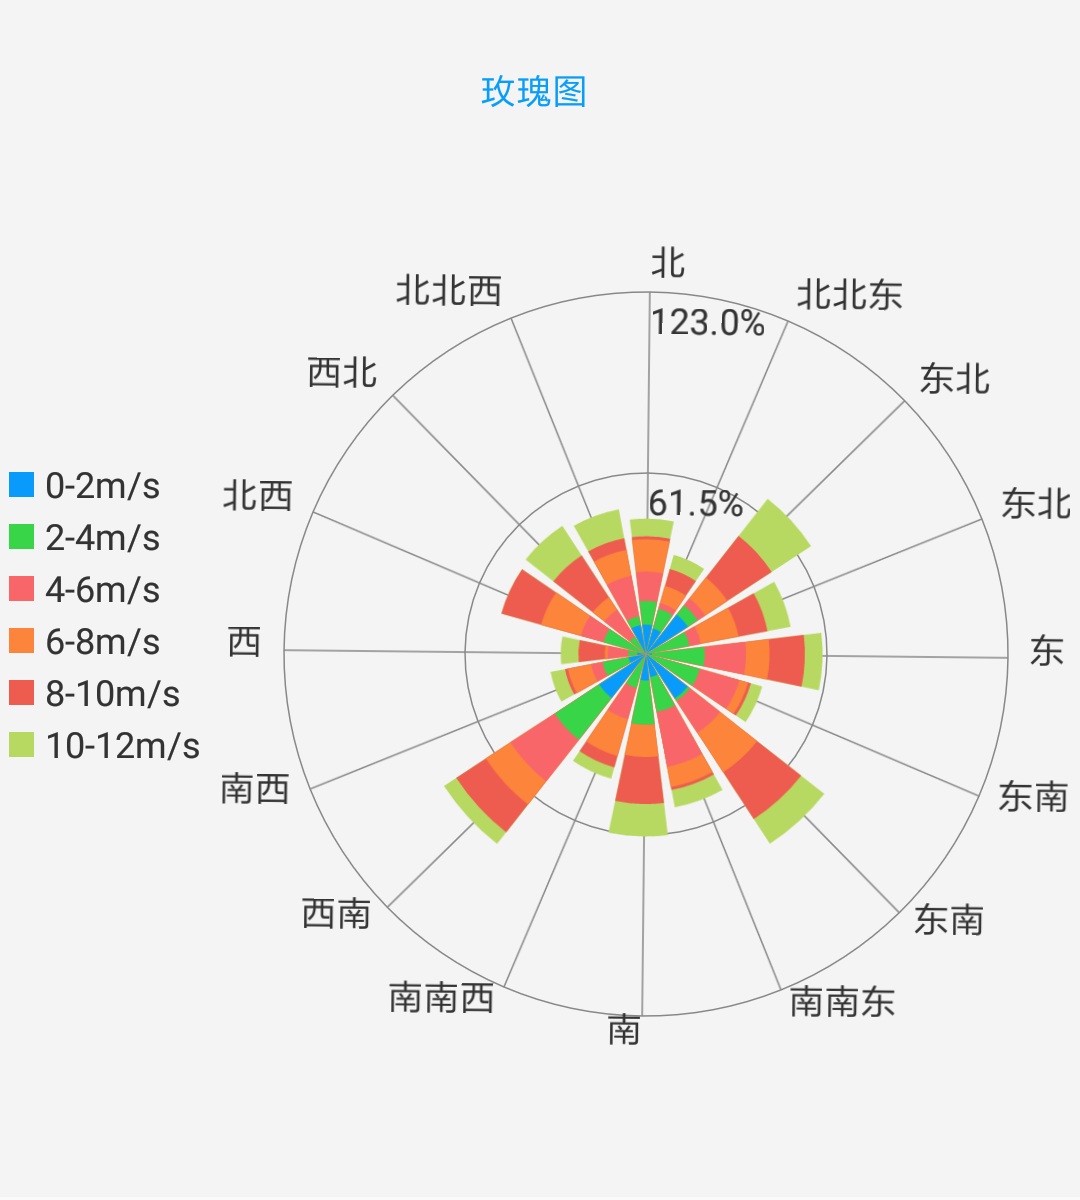 玫瑰图
北
北北西
北北东
123.0%
西北
东北
0-2m/s
北西
61.5%
东北
2-4m/s
4-6m/s
6-8m/s
西
东
8-10m/s
10-12m/s
南西
东南
西南
东南
南南西
南南东
南